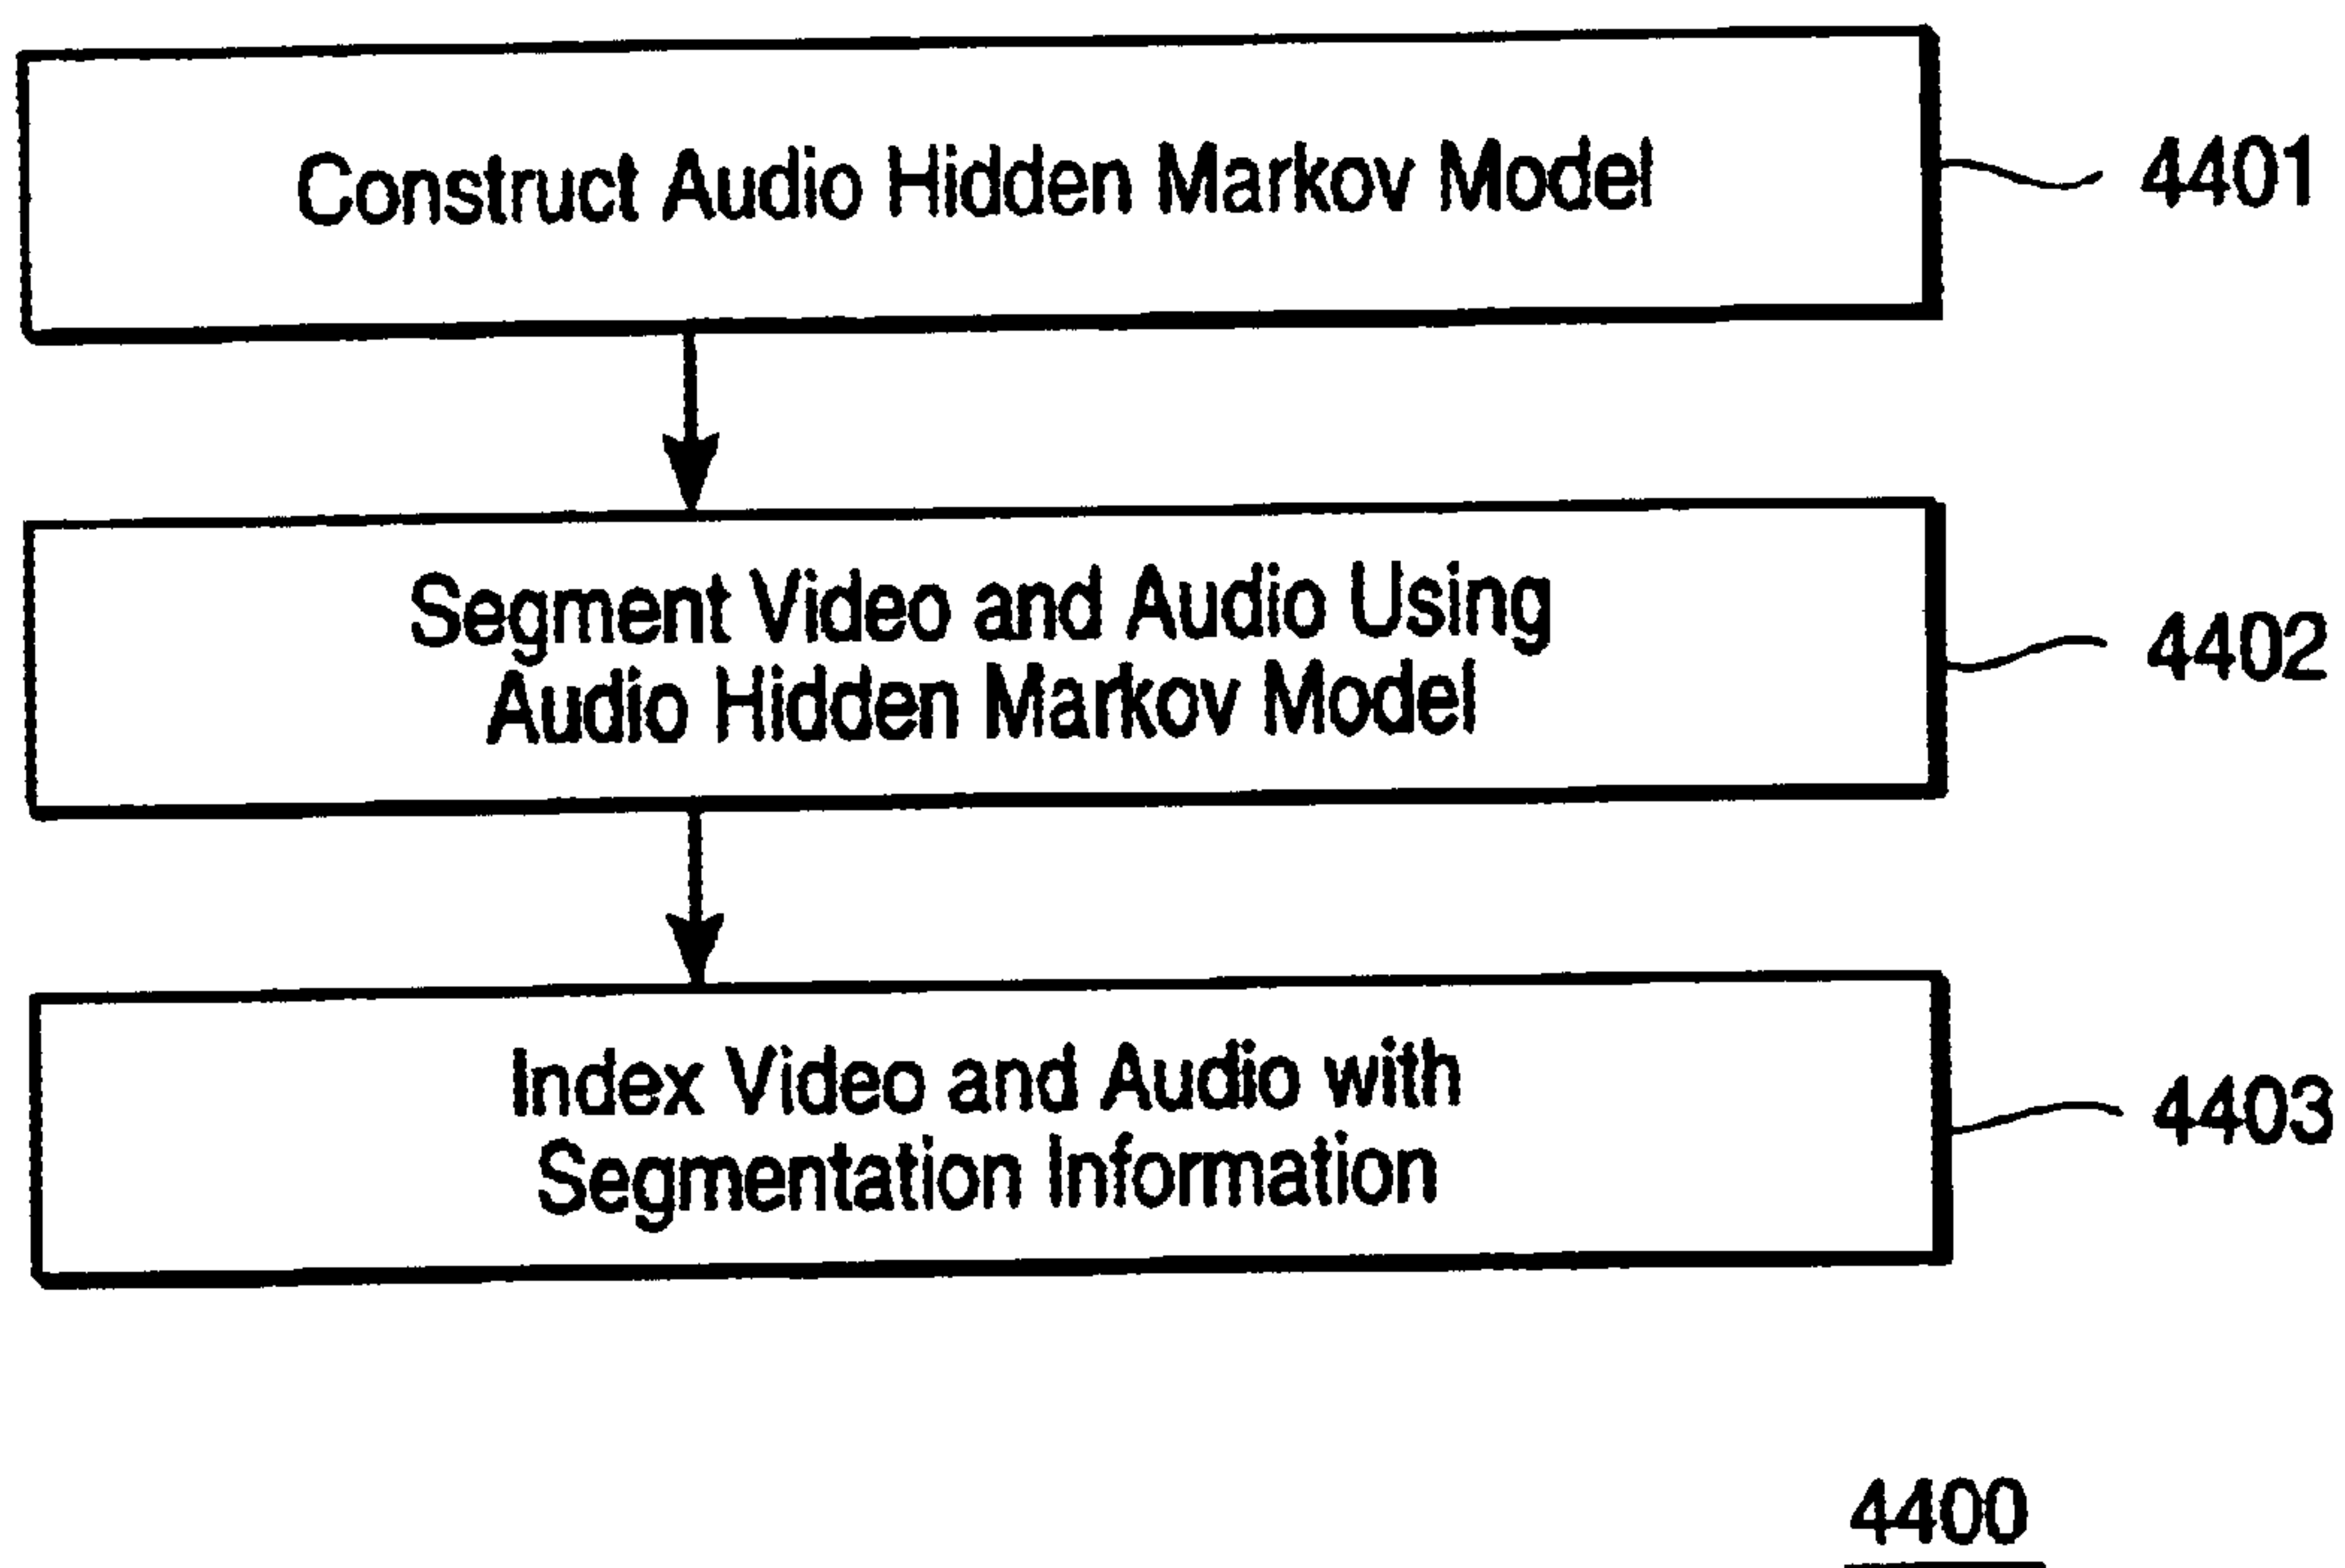 Construct Audio Hidden Markov Model
4401
Segment Video and Audio Using
Audio Hidden Markov Model
4402
Index Video and Audio with
Segmentation Information
4403
4400